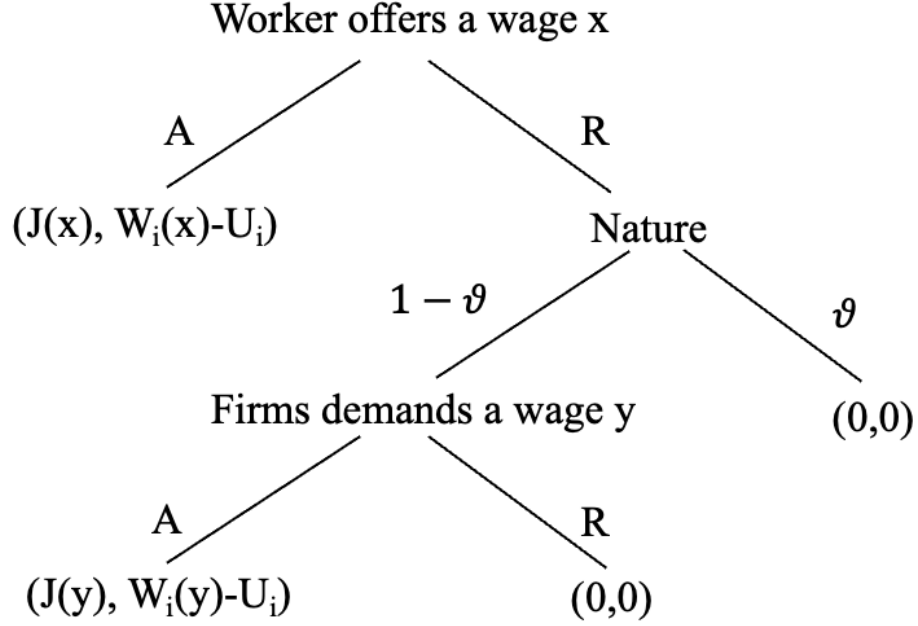 Worker offers a wage x
A
R
(J(x), Wᵢ(x)-Uᵢ)
Nature
1 − ϑ
ϑ
Firms demands a wage y
(0,0)
A
R
(J(y), Wᵢ(y)-Uᵢ)
(0,0)